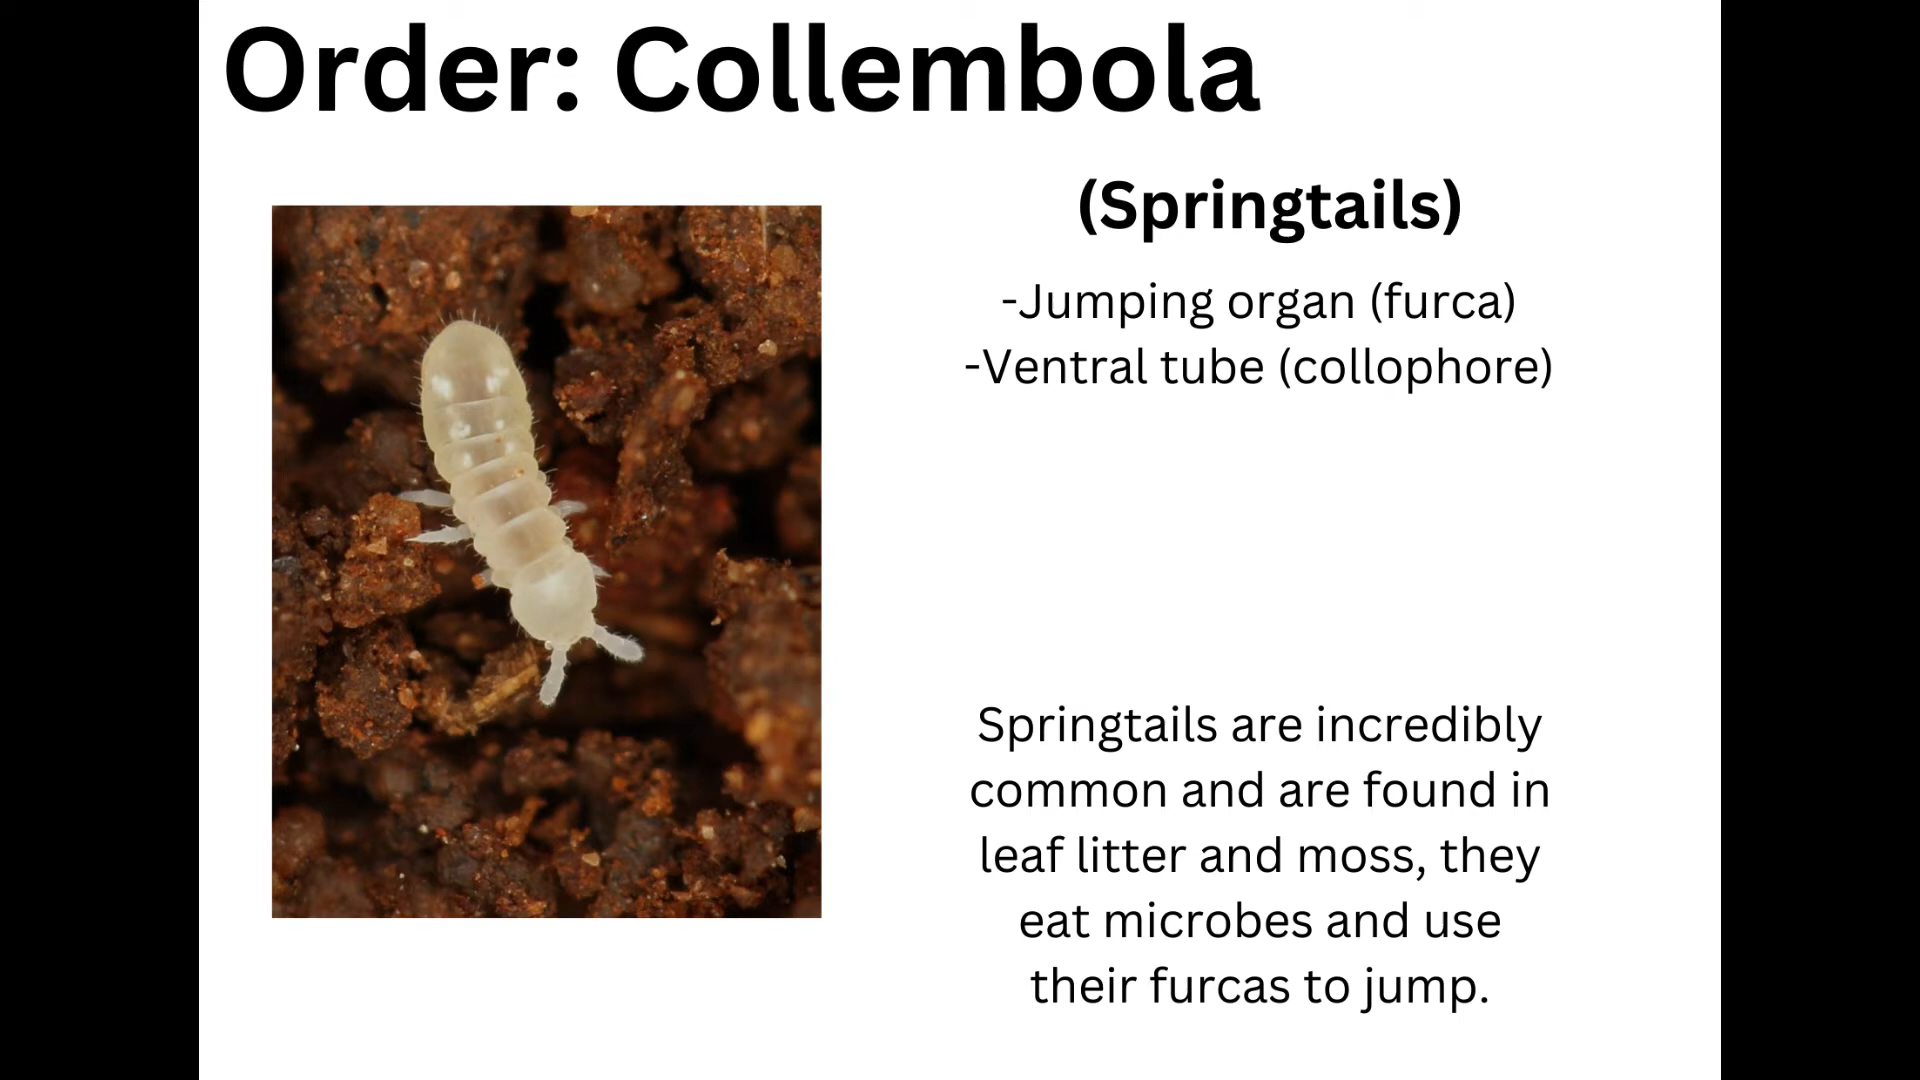 Order: Collembola
(Springtails)
-Jumping organ (furca)
-Ventral tube (collophore)
Springtails are incredibly
common and are found in
leaf litter and moss, they
eat microbes and use
their furcas to jump.